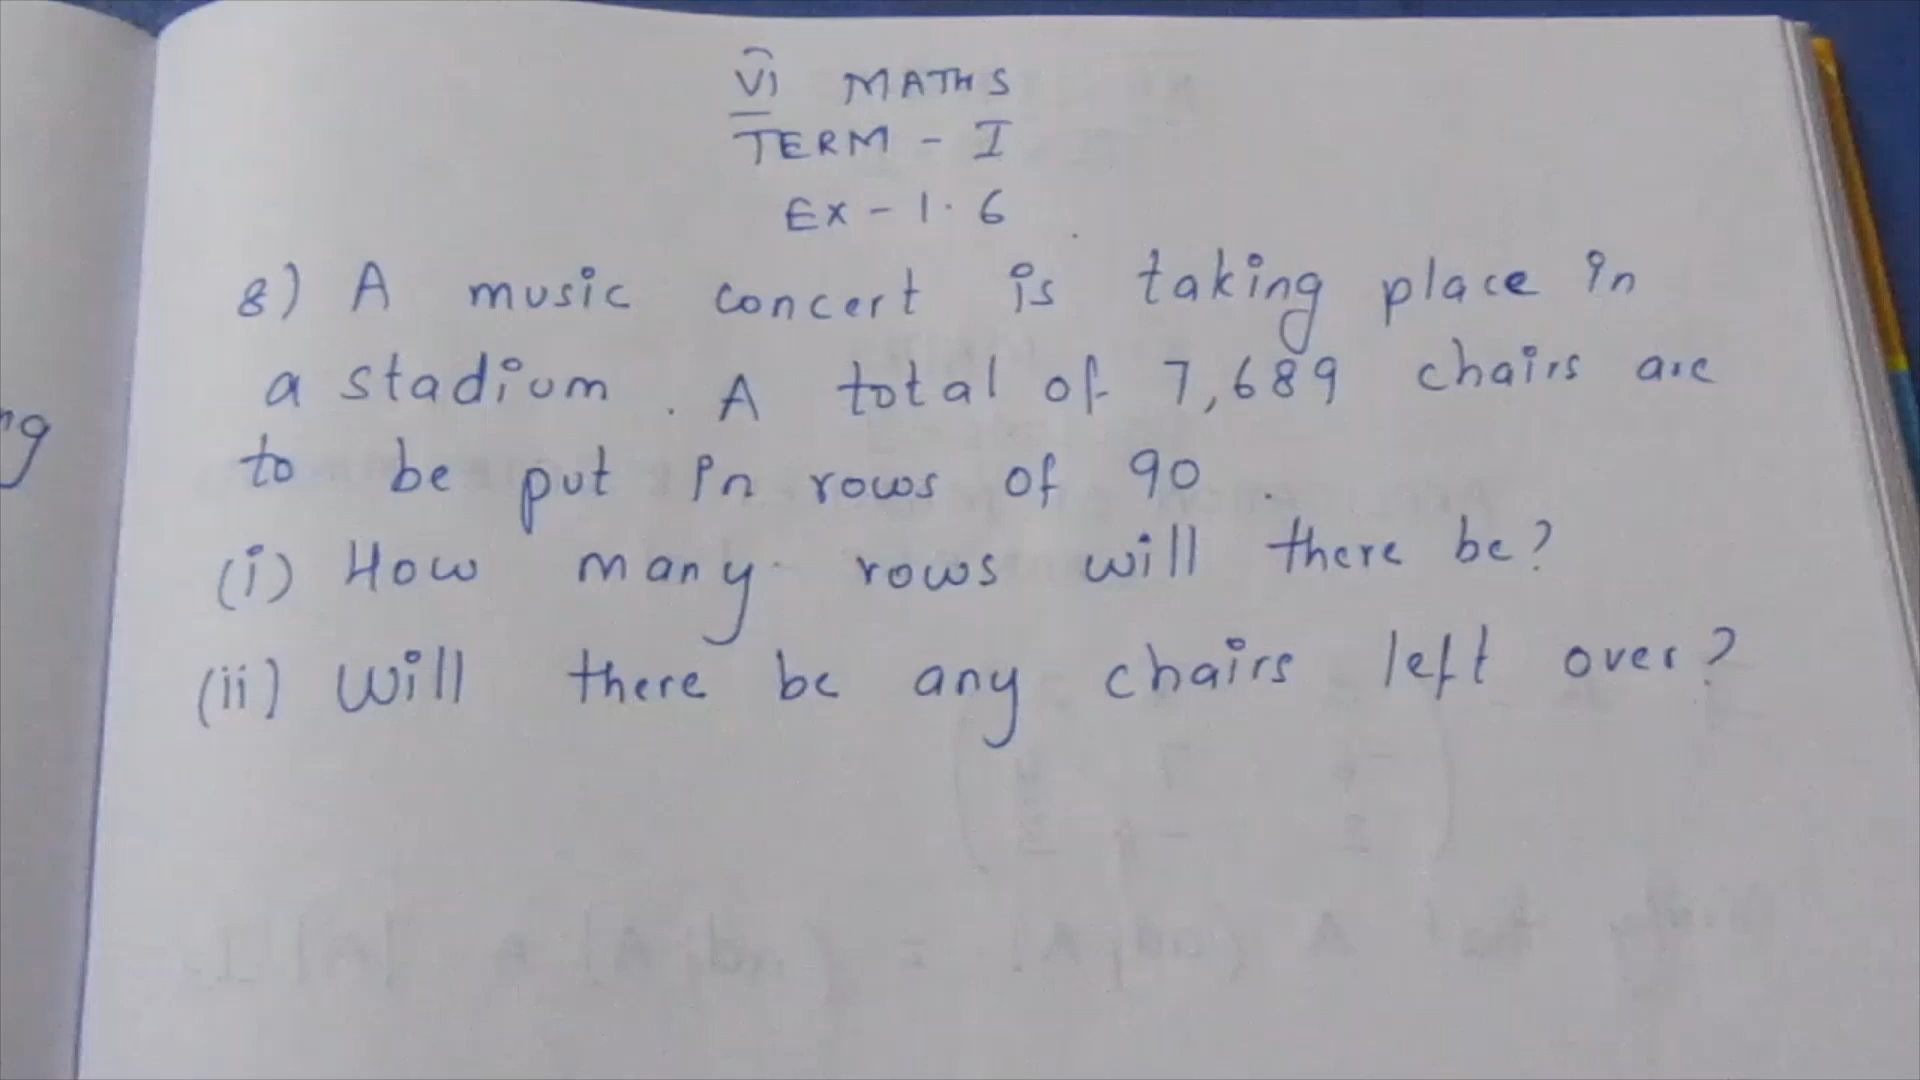 VI MATHS
TERM - I
Ex - 1.6
8) A music concert is taking place in
a stadium. A total of 7,689 chairs are
to be put in rows of 90.
(i) How many rows will there be?
(ii) Will there be any chairs left over?